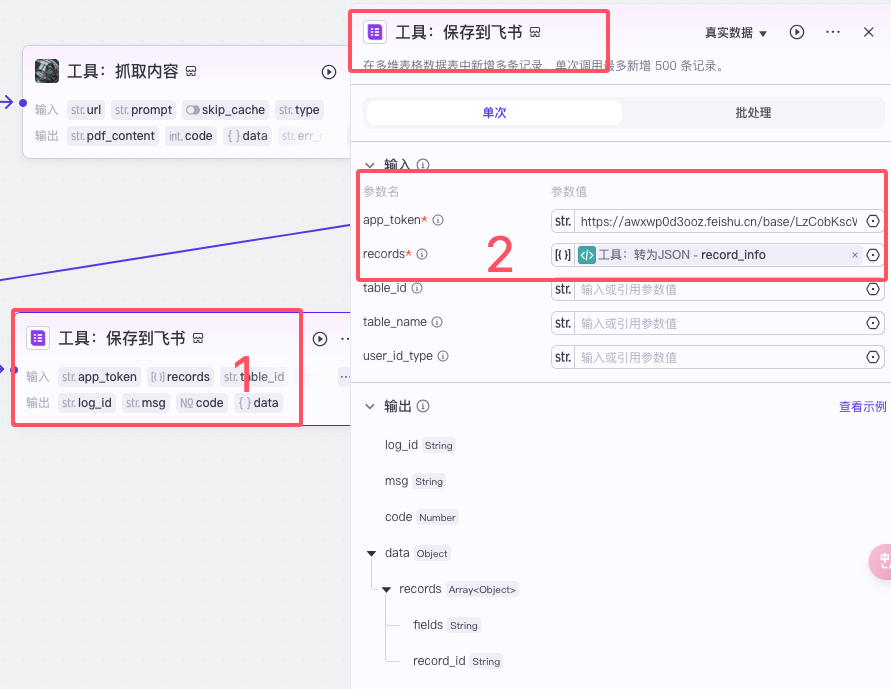 工具：抓取内容
输入 str. url str. prompt skip_cache str. type
输出 str. pdf_content int. code { } data
工具：保存到飞书
输入 str. app_token [{}] records str. table_id
输出 str. log_id str. msg NO code { } data
1
工具：保存到飞书
真实数据
在多维表格数据表中新增多条记录，单次调用最多新增 500 条记录。
单次 批处理
输入
参数名 参数值
app_token* str. https://awxwp0d3ooz.feishu.cn/base/
records* [{}] 工具：转为JSON - record_info ×
2
table_id str. 输入或引用参数值
table_name str. 输入或引用参数值
user_id_type str. 输入或引用参数值
输出 查看示例
log_id String
msg String
code Number
data Object
records Array<Object>
fields String
record_id String
中